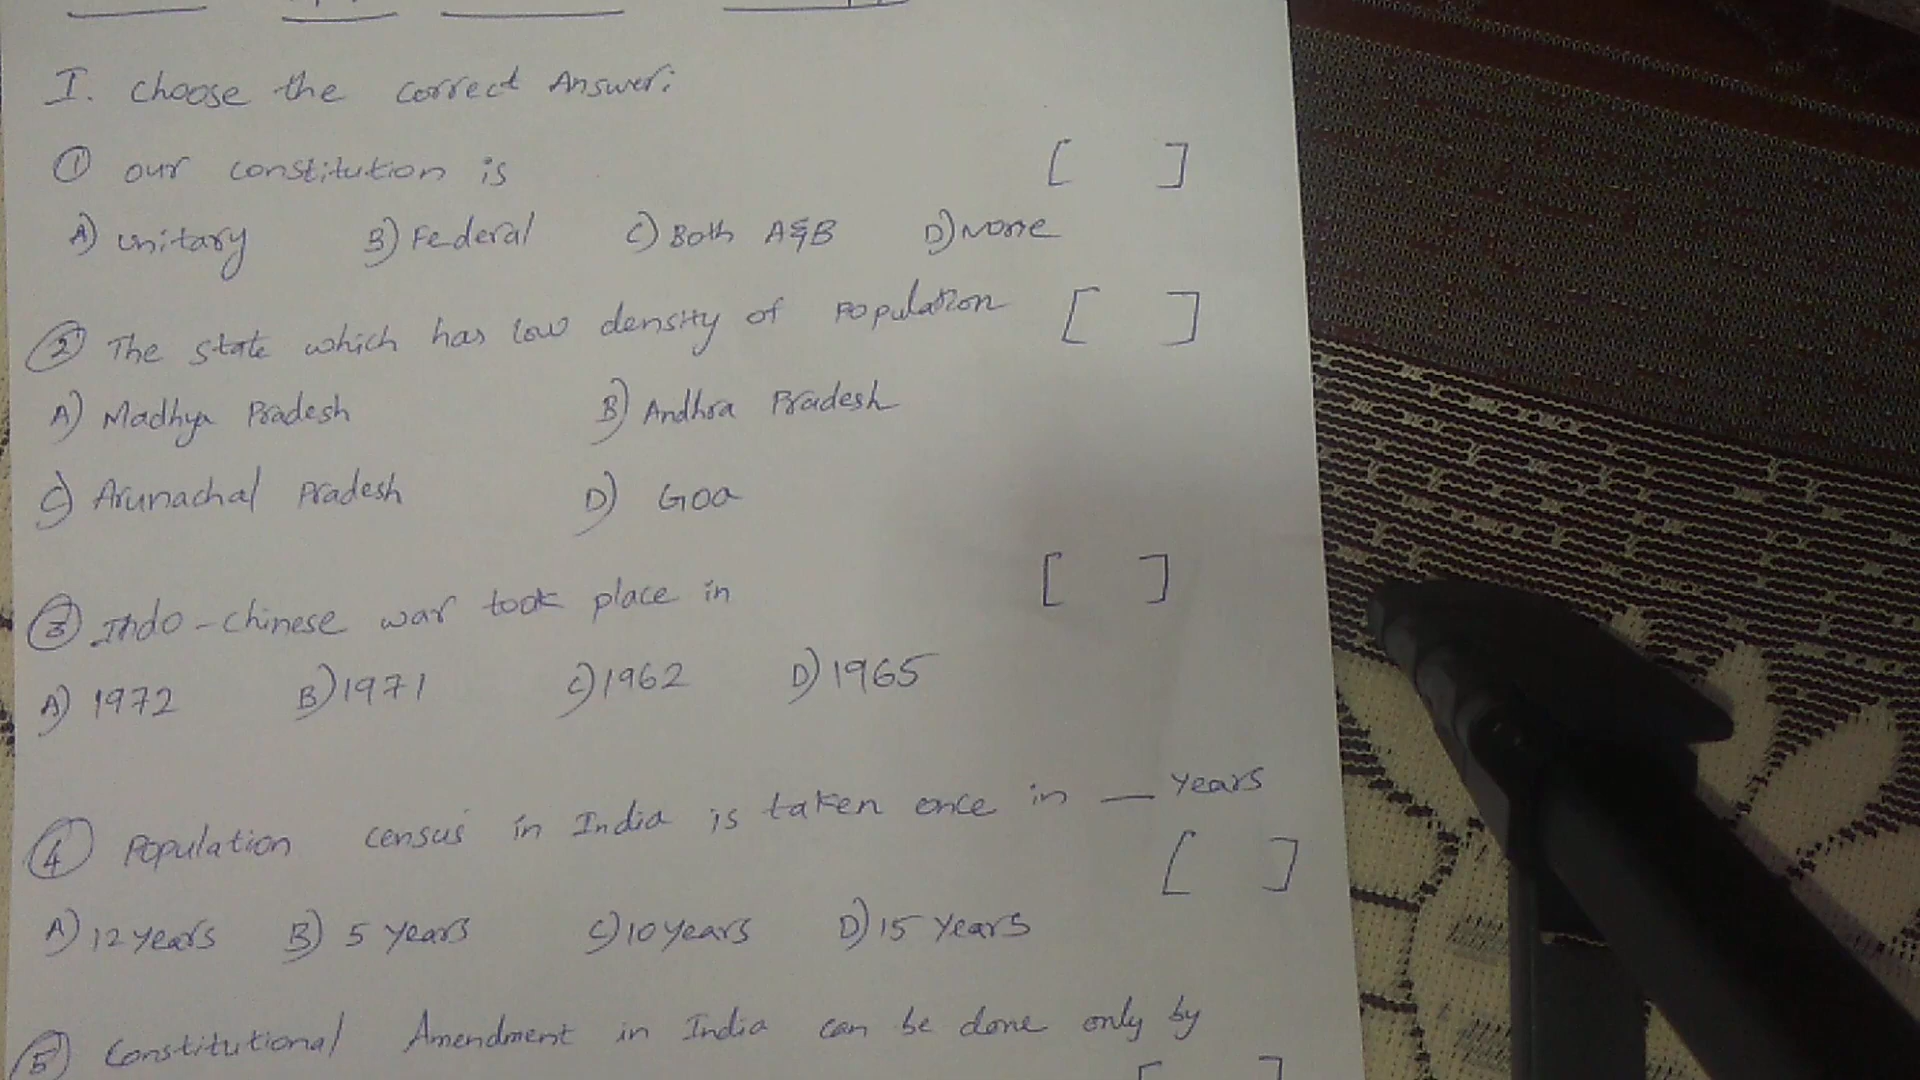 I. choose the correct Answer:
① our constitution is [ ]
A) unitary B) Federal C) Both A&B D) None
② The state which has low density of population [ ]
A) Madhya Pradesh B) Andhra Pradesh
C) Arunachal Pradesh D) Goa
③ Indo-chinese war took place in [ ]
A) 1972 B) 1971 C) 1962 D) 1965
④ Population census in India is taken once in __ years
[ ]
A) 12 years B) 5 years C) 10 years D) 15 years
⑤ Constitutional Amendment in India can be done only by
[ ]